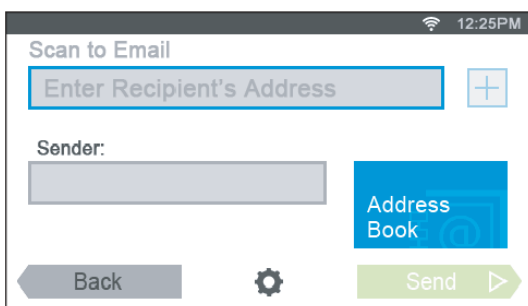 12:25PM
Scan to Email
Enter Recipient's Address
Sender:
Address
Book
Back
Send